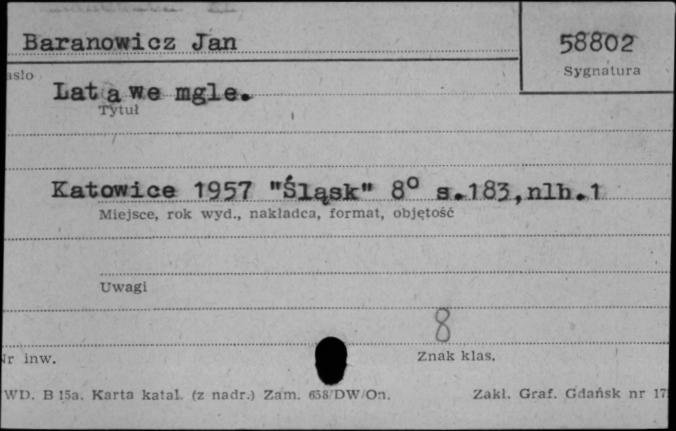 Baranowicz Jan
58802
asło
Sygnatura
Lata we mgle.
Tytuł
Katowice 1957 "Śląsk" 8° s.183,nlb.1
Miejsce, rok wyd., nakładca, format, objętość
Uwagi
8
Nr inw.
Znak klas.
WD. B 15a. Karta katal. (z nadr.) Zam. 658/DW/On.
Zakł. Graf. Gdańsk nr 17